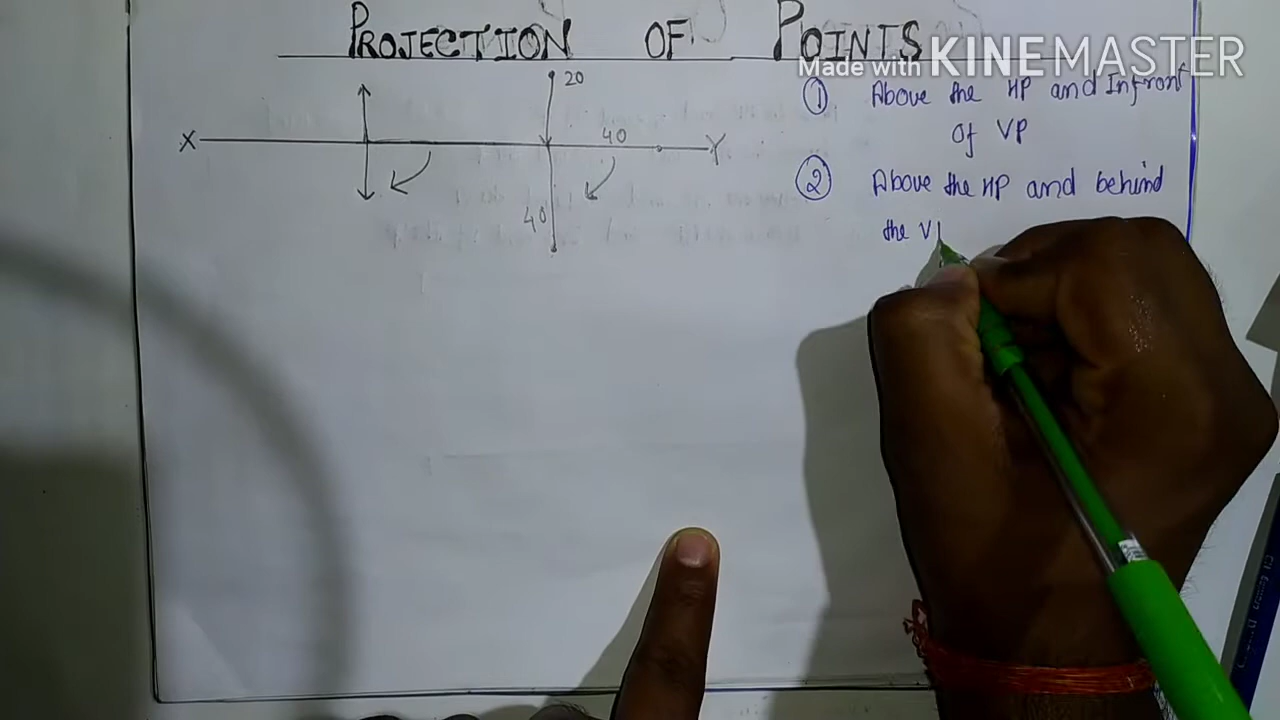 PROJECTION OF POINTS
Made with KINEMASTER
20
① Above the HP and Infront
of VP
X
40
Y
② Above the HP and behind
40
the V